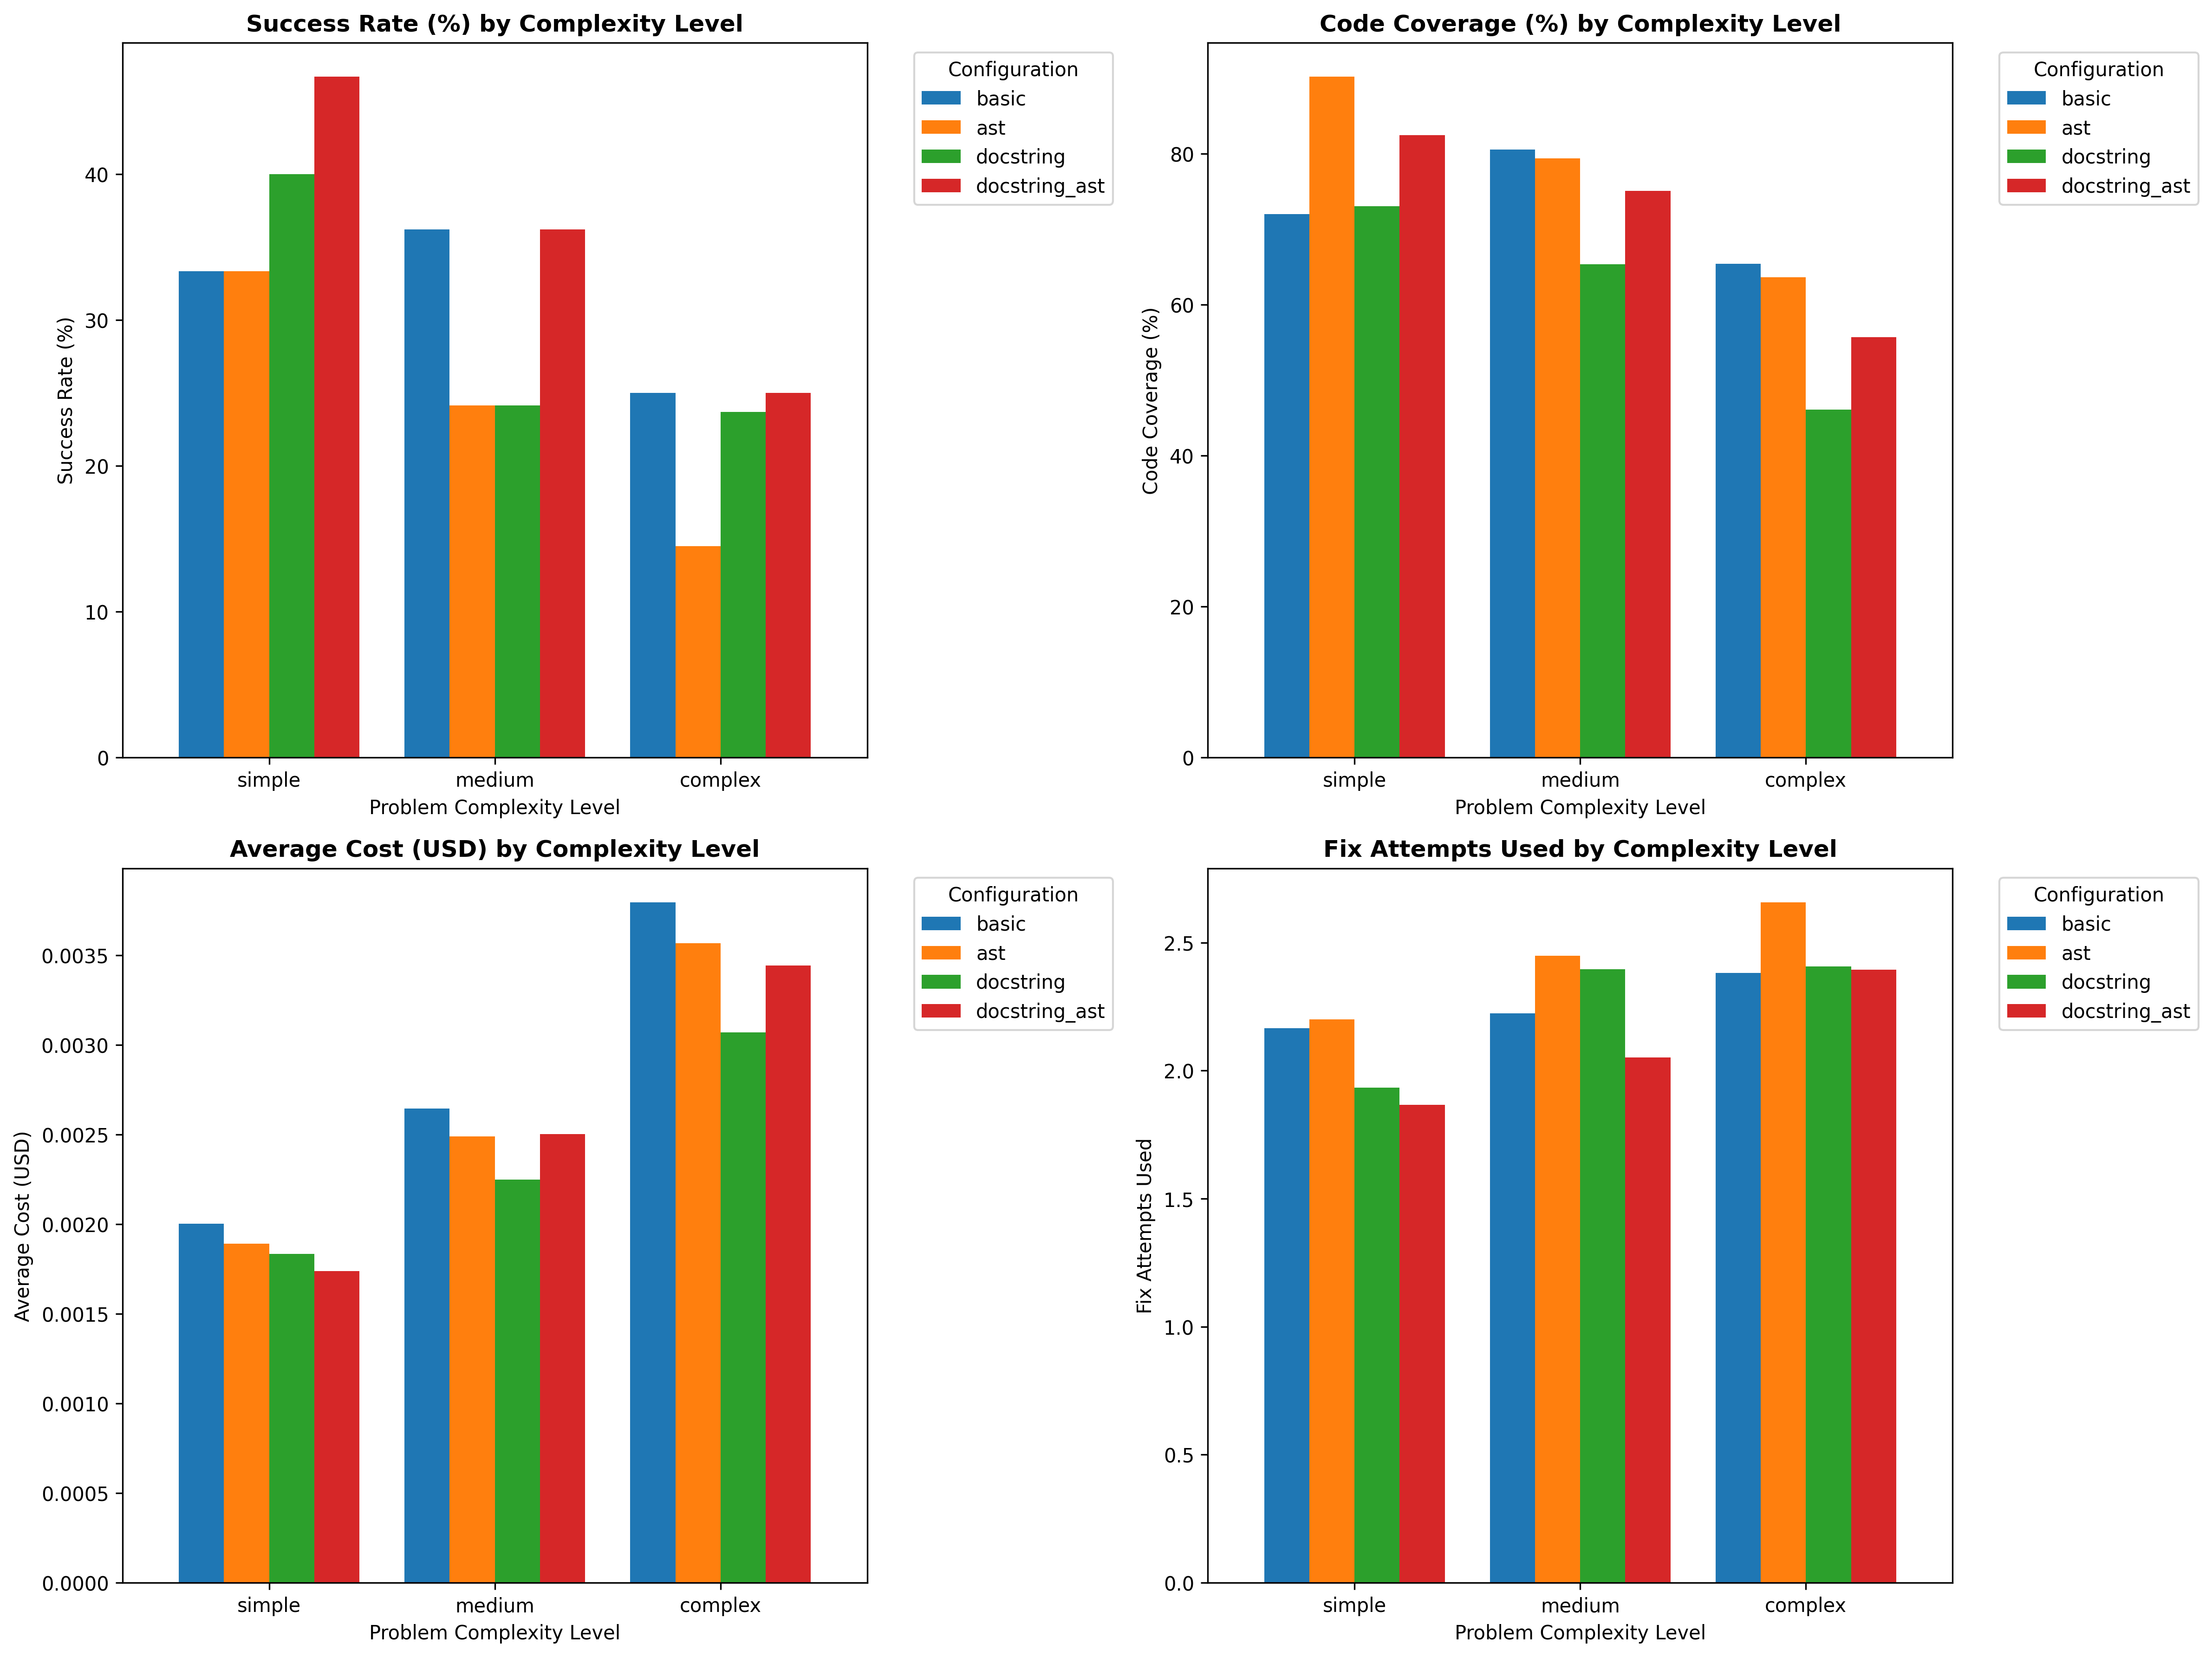 Success Rate (%) by Complexity Level
Success Rate (%)
40
30
20
10
0
simple
medium
complex
Problem Complexity Level
Configuration
basic
ast
docstring
docstring_ast
Code Coverage (%) by Complexity Level
Code Coverage (%)
80
60
40
20
0
simple
medium
complex
Problem Complexity Level
Configuration
basic
ast
docstring
docstring_ast
Average Cost (USD) by Complexity Level
Average Cost (USD)
0.0035
0.0030
0.0025
0.0020
0.0015
0.0010
0.0005
0.0000
simple
medium
complex
Problem Complexity Level
Configuration
basic
ast
docstring
docstring_ast
Fix Attempts Used by Complexity Level
Fix Attempts Used
2.5
2.0
1.5
1.0
0.5
0.0
simple
medium
complex
Problem Complexity Level
Configuration
basic
ast
docstring
docstring_ast